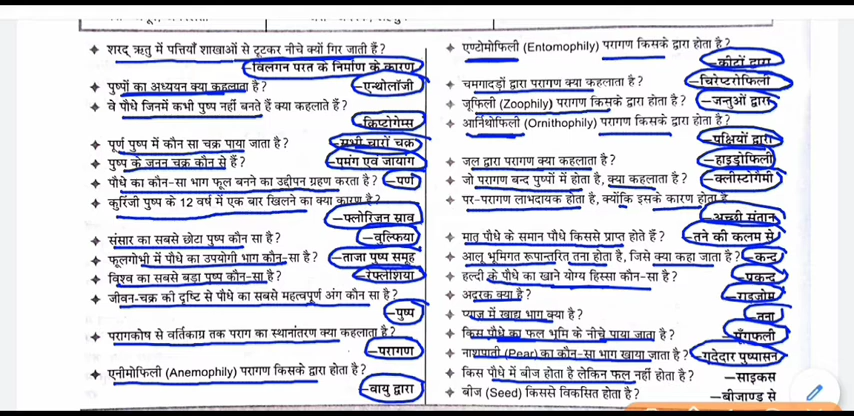 ✦ शरद् ऋतु में पत्तियाँ शाखाओं से टूटकर नीचे क्यों गिर जाती हैं?
–विलगन परत के निर्माण के कारण
✦ पुष्पों का अध्ययन क्या कहलाता है? –एन्थोलॉजी
✦ वे पौधे जिनमें कभी पुष्प नहीं बनते हैं क्या कहलाते हैं?
–क्रिप्टोगेम्स
✦ पूर्ण पुष्प में कौन सा चक्र पाया जाता है? –सभी चारों चक्र
✦ पुष्प के जनन चक्र कौन से हैं? –पुमंग एवं जायांग
✦ पौधे का कौन-सा भाग फूल बनने का उद्दीपन ग्रहण करता है? –पर्ण
✦ कुरिंजी पुष्प के 12 वर्ष में एक बार खिलने का क्या कारण है?
–फ्लोरिजन स्राव
✦ संसार का सबसे छोटा पुष्प कौन सा है? –वुल्फिया
✦ फूलगोभी में पौधे का उपयोगी भाग कौन-सा है? –ताजा पुष्प समूह
✦ विश्व का सबसे बड़ा पुष्प कौन-सा है? –रेफ्लेशिया
✦ जीवन-चक्र की दृष्टि से पौधे का सबसे महत्वपूर्ण अंग कौन सा है?
–पुष्प
✦ परागकोष से वर्तिकाग्र तक पराग का स्थानांतरण क्या कहलाता है?
–परागण
✦ एनीमोफिली (Anemophily) परागण किसके द्वारा होता है?
–वायु द्वारा
✦ एण्टोमोफिली (Entomophily) परागण किसके द्वारा होता है?
–कीटों द्वारा
✦ चमगादड़ों द्वारा परागण क्या कहलाता है? –चिरेप्टरोफिली
✦ जूफिली (Zoophily) परागण किसके द्वारा होता है? –जन्तुओं द्वारा
✦ आर्निथोफिली (Ornithophily) परागण किसके द्वारा होता है?
–पक्षियों द्वारा
✦ जल द्वारा परागण क्या कहलाता है? –हाइड्रोफिली
✦ जो परागण बन्द पुष्पों में होता है, क्या कहलाता है? –क्लीस्टोगेमी
✦ पर-परागण लाभदायक होता है, क्योंकि इसके कारण होता है
–अच्छी संतान
✦ मातृ पौधे के समान पौधे किससे प्राप्त होते हैं? –तने की कलम से
✦ आलू भूमिगत रूपान्तरित तना होता है, जिसे क्या कहा जाता है? –कन्द
✦ हल्दी के पौधे का खाने योग्य हिस्सा कौन-सा है? –प्रकन्द
✦ अदरक क्या है? –राइजोम
✦ प्याज में खाद्य भाग क्या है? –तना
✦ किस पौधे का फल भूमि के नीचे पाया जाता है? –मूँगफली
✦ नाशपाती (Pear) का कौन-सा भाग खाया जाता है? –गूदेदार पुष्पासन
✦ किस पौधे में बीज होता है लेकिन फल नहीं होता है? –साइकस
✦ बीज (Seed) किससे विकसित होता है? –बीजाण्ड से